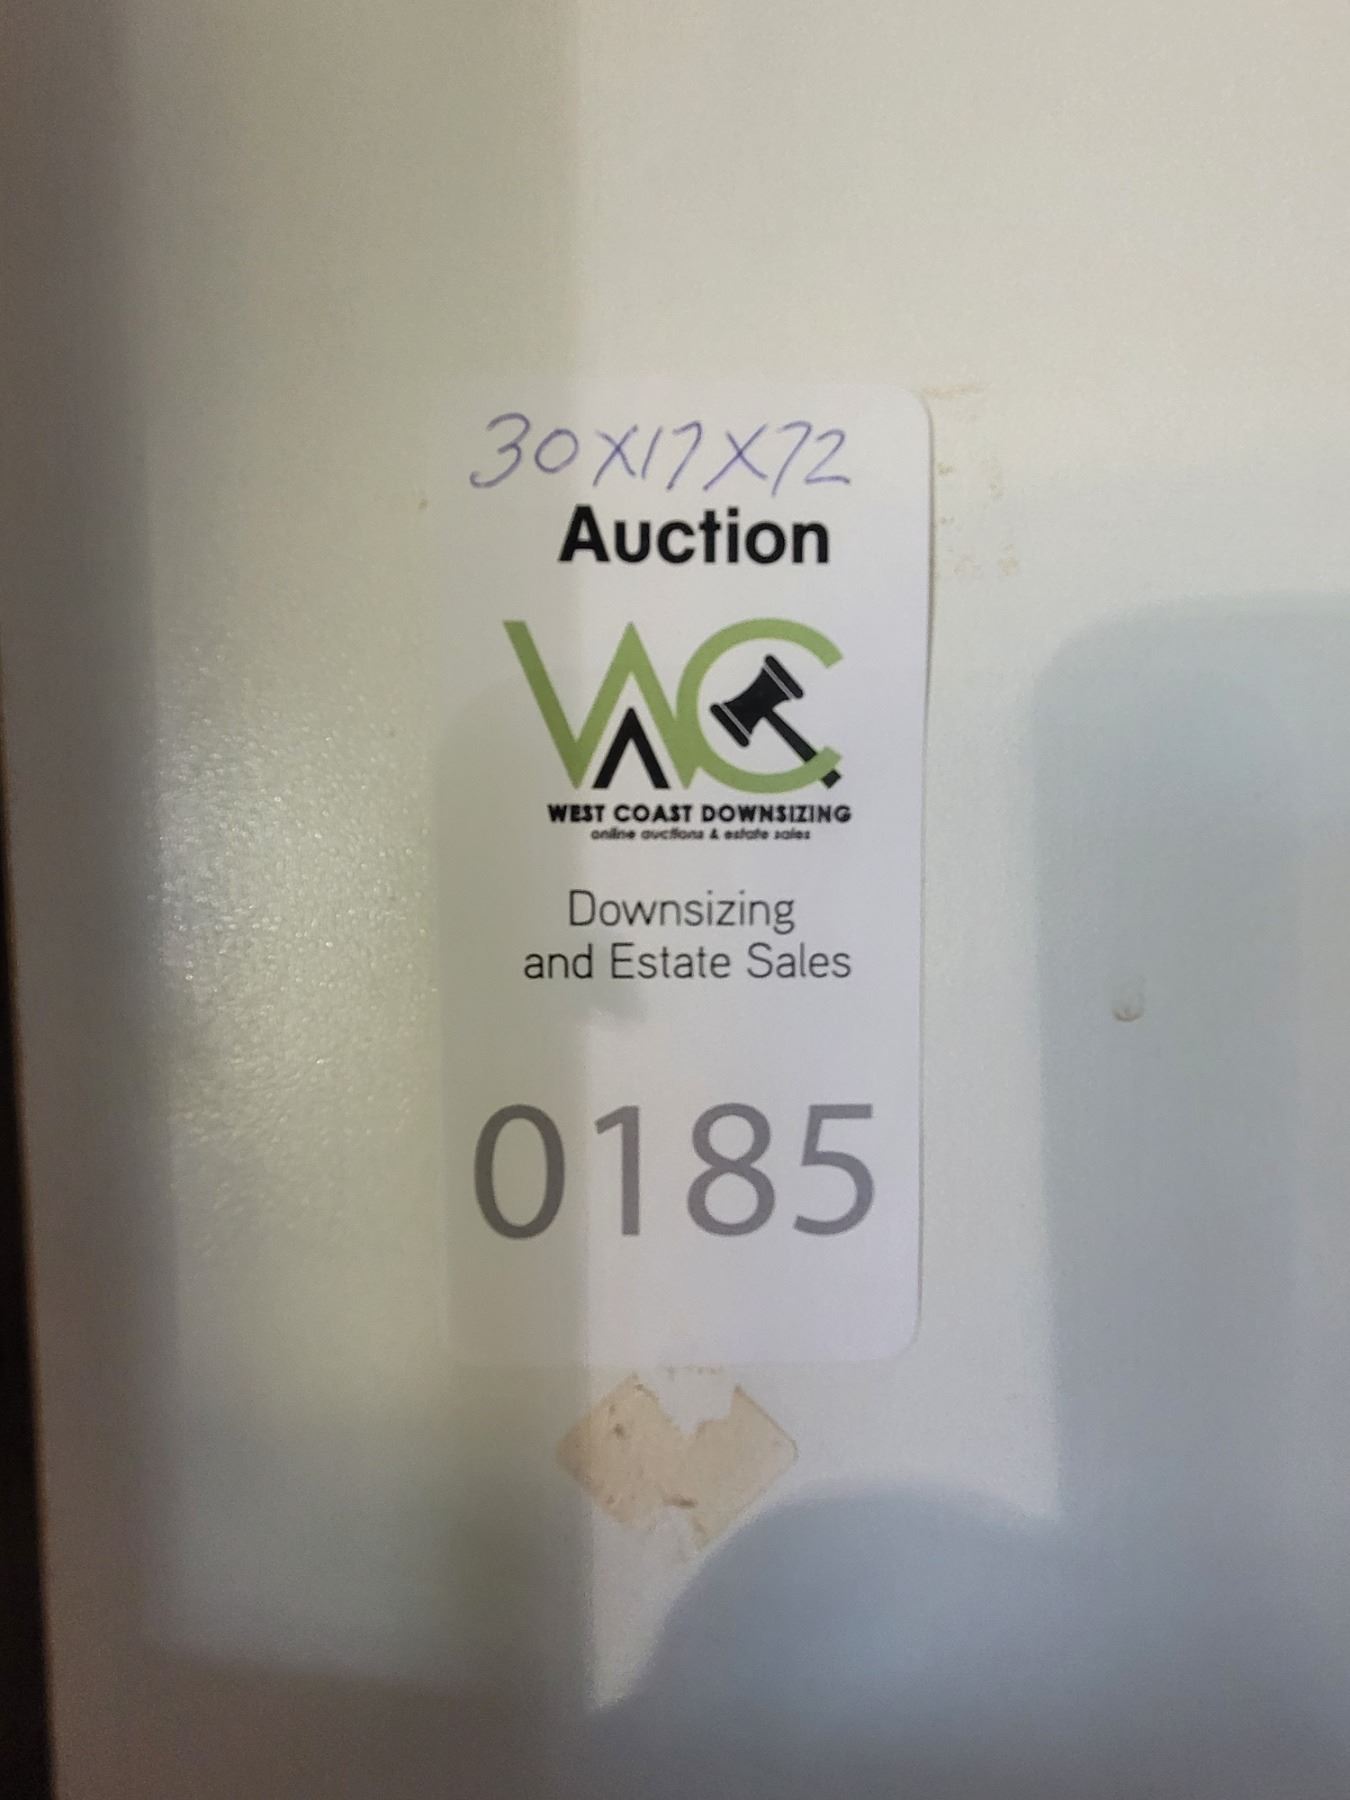 30X17X72
Auction
WC
WEST COAST DOWNSIZING
online auctions & estate sales
Downsizing
and Estate Sales
0185